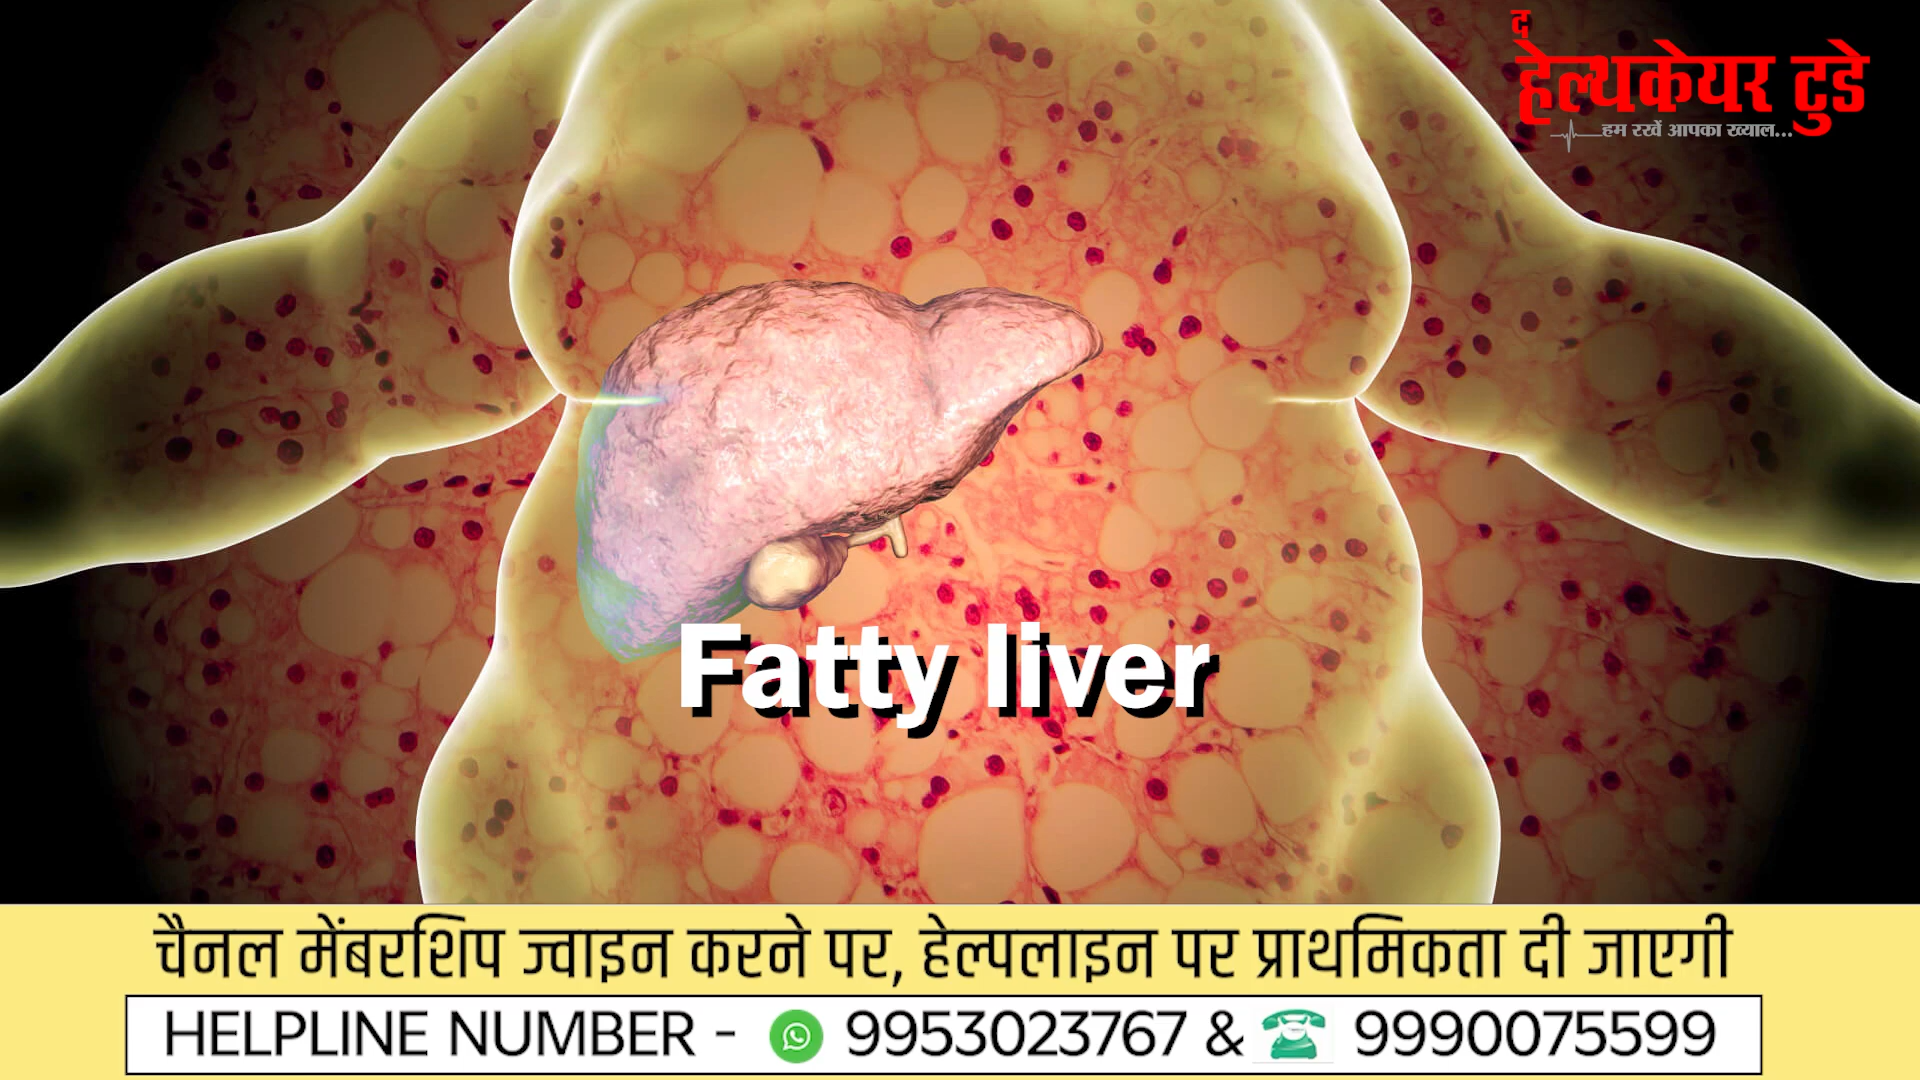 द
हेल्थकेयर टुडे
हम रखें आपका ख्याल...
Fatty liver
चैनल मेंबरशिप ज्वाइन करने पर, हेल्पलाइन पर प्राथमिकता दी जाएगी
HELPLINE NUMBER - 9953023767 & 9990075599